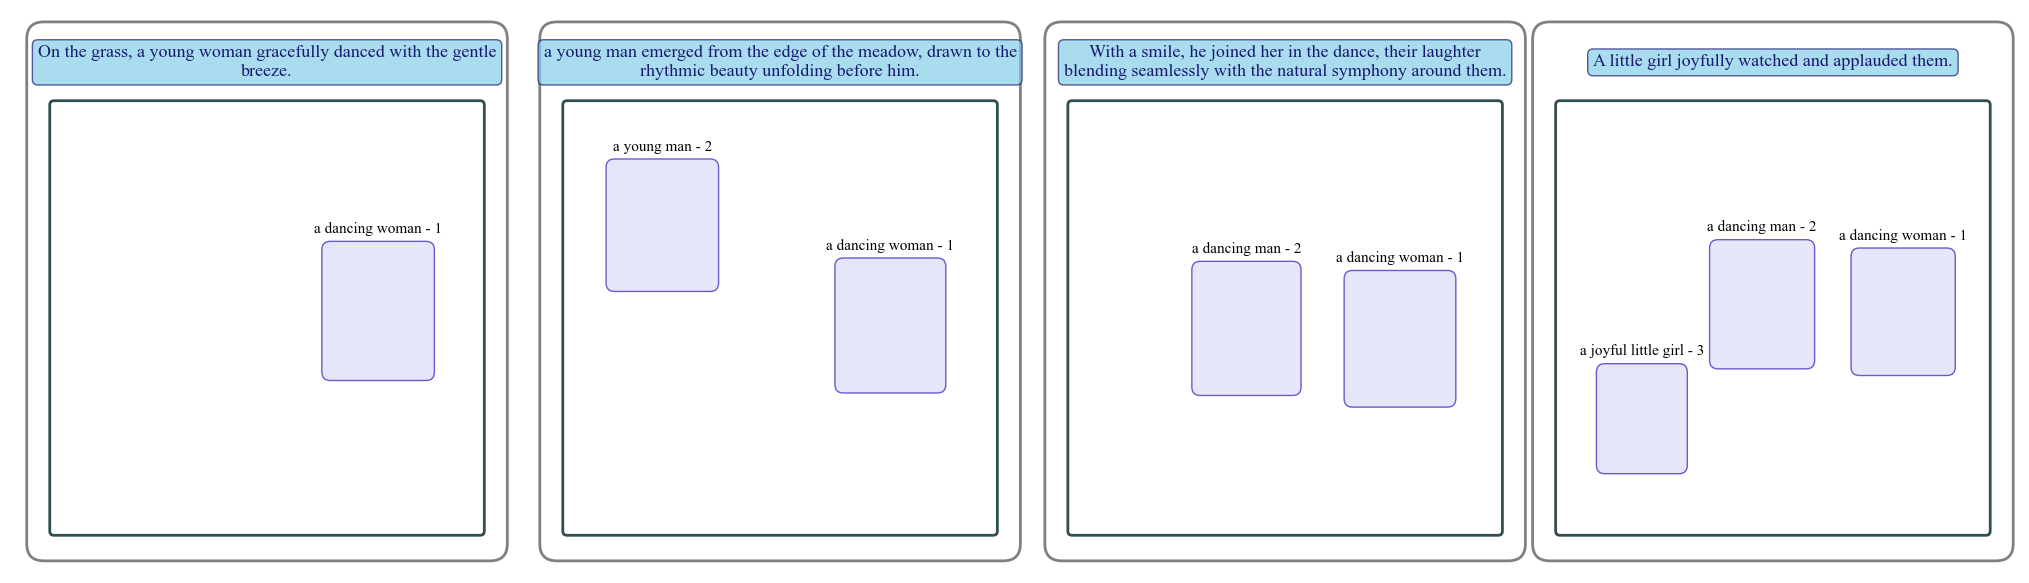 On the grass, a young woman gracefully danced with the gentle
breeze.
a dancing woman - 1
a young man emerged from the edge of the meadow, drawn to the
rhythmic beauty unfolding before him.
a young man - 2
a dancing woman - 1
With a smile, he joined her in the dance, their laughter
blending seamlessly with the natural symphony around them.
a dancing man - 2
a dancing woman - 1
A little girl joyfully watched and applauded them.
a dancing man - 2
a dancing woman - 1
a joyful little girl - 3